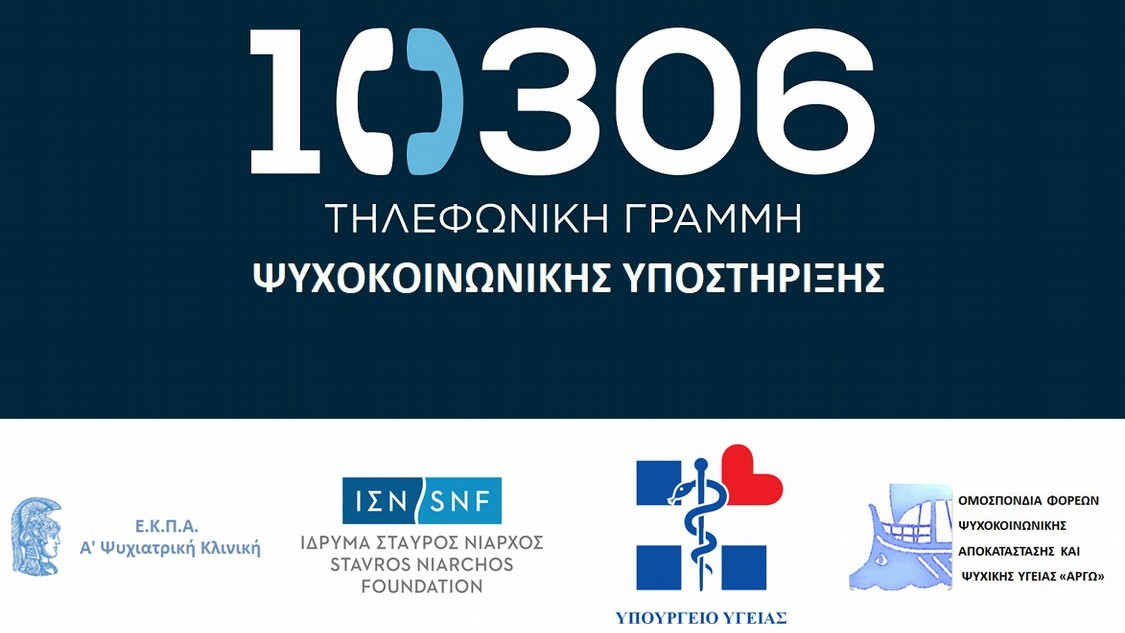 10306
ΤΗΛΕΦΩΝΙΚΗ ΓΡΑΜΜΗ
ΨΥΧΟΚΟΙΝΩΝΙΚΗΣ ΥΠΟΣΤΗΡΙΞΗΣ
Ε.Κ.Π.Α.
Α' Ψυχιατρική Κλινική
ΙΣΝ/SNF
ΙΔΡΥΜΑ ΣΤΑΥΡΟΣ ΝΙΑΡΧΟΣ
STAVROS NIARCHOS
FOUNDATION
ΥΠΟΥΡΓΕΙΟ ΥΓΕΙΑΣ
ΟΜΟΣΠΟΝΔΙΑ ΦΟΡΕΩΝ
ΨΥΧΟΚΟΙΝΩΝΙΚΗΣ
ΑΠΟΚΑΤΑΣΤΑΣΗΣ ΚΑΙ
ΨΥΧΙΚΗΣ ΥΓΕΙΑΣ «ΑΡΓΩ»